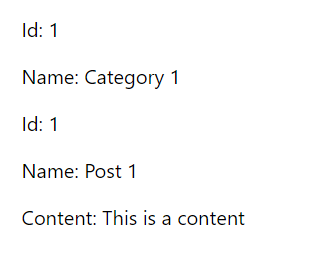 Id: 1
Name: Category 1
Id: 1
Name: Post 1
Content: This is a content